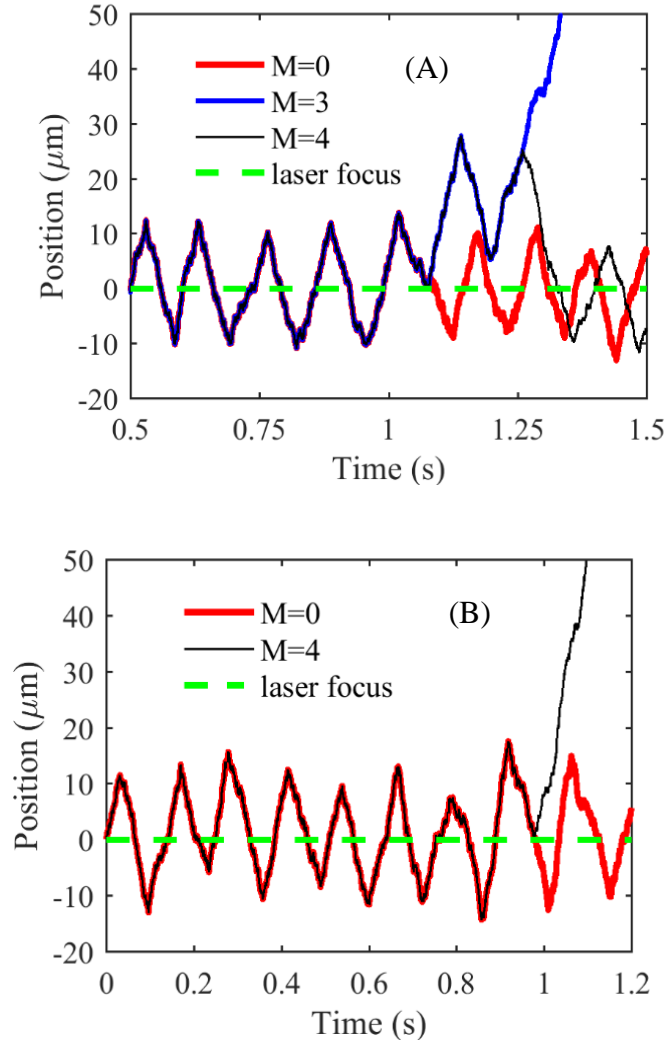 50
40
30
20
10
0
-10
-20
Position (μm)
M=0
M=3
M=4
laser focus
(A)
0.5 0.75 1 1.25 1.5
Time (s)
50
40
30
20
10
0
-10
-20
Position (μm)
M=0
M=4
laser focus
(B)
0 0.2 0.4 0.6 0.8 1 1.2
Time (s)